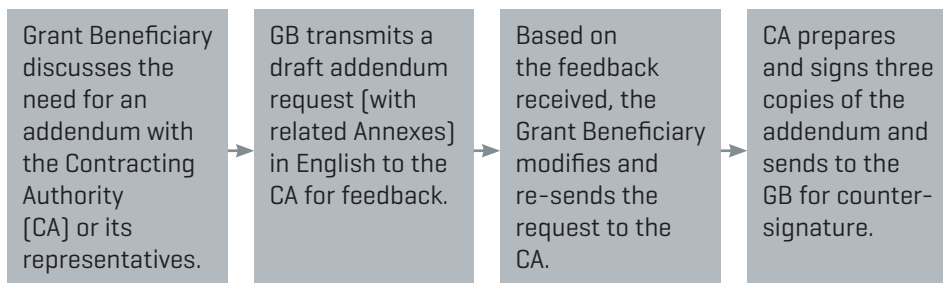 Grant Beneficiary
discusses the
need for an
addendum with
the Contracting
Authority
(CA) or its
representatives.
GB transmits a
draft addendum
request (with
related Annexes)
in English to the
CA for feedback.
Based on
the feedback
received, the
Grant Beneficiary
modifies and
re-sends the
request to the
CA.
CA prepares
and signs three
copies of the
addendum and
sends to the
GB for counter-
signature.